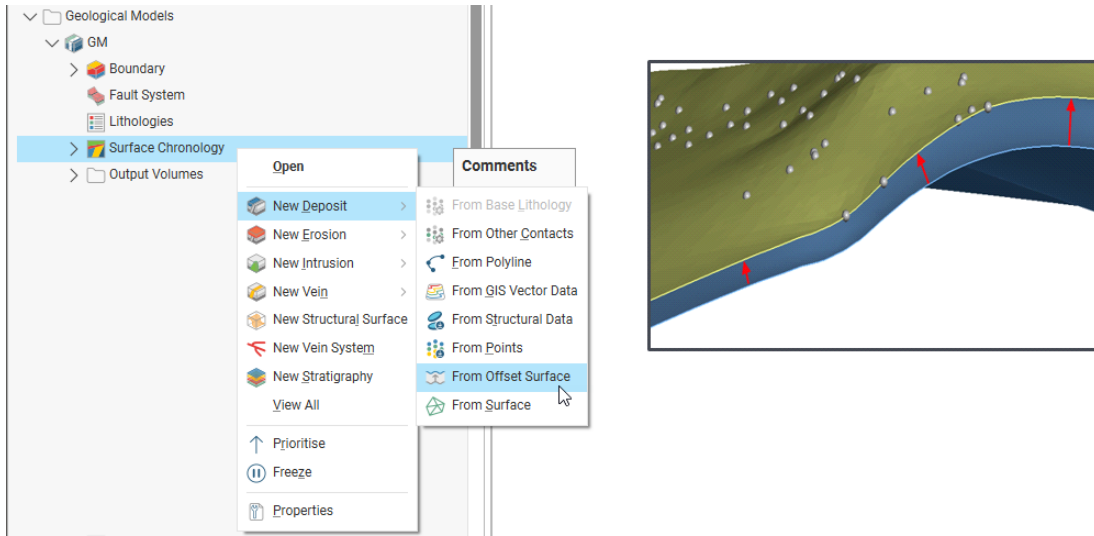 Geological Models
GM
Boundary
Fault System
Lithologies
Surface Chronology
Output Volumes
Open
New Deposit
New Erosion
New Intrusion
New Vein
New Structural Surface
New Vein System
New Stratigraphy
View All
Prioritise
Freeze
Properties
Comments
From Base Lithology
From Other Contacts
From Polyline
From GIS Vector Data
From Structural Data
From Points
From Offset Surface
From Surface